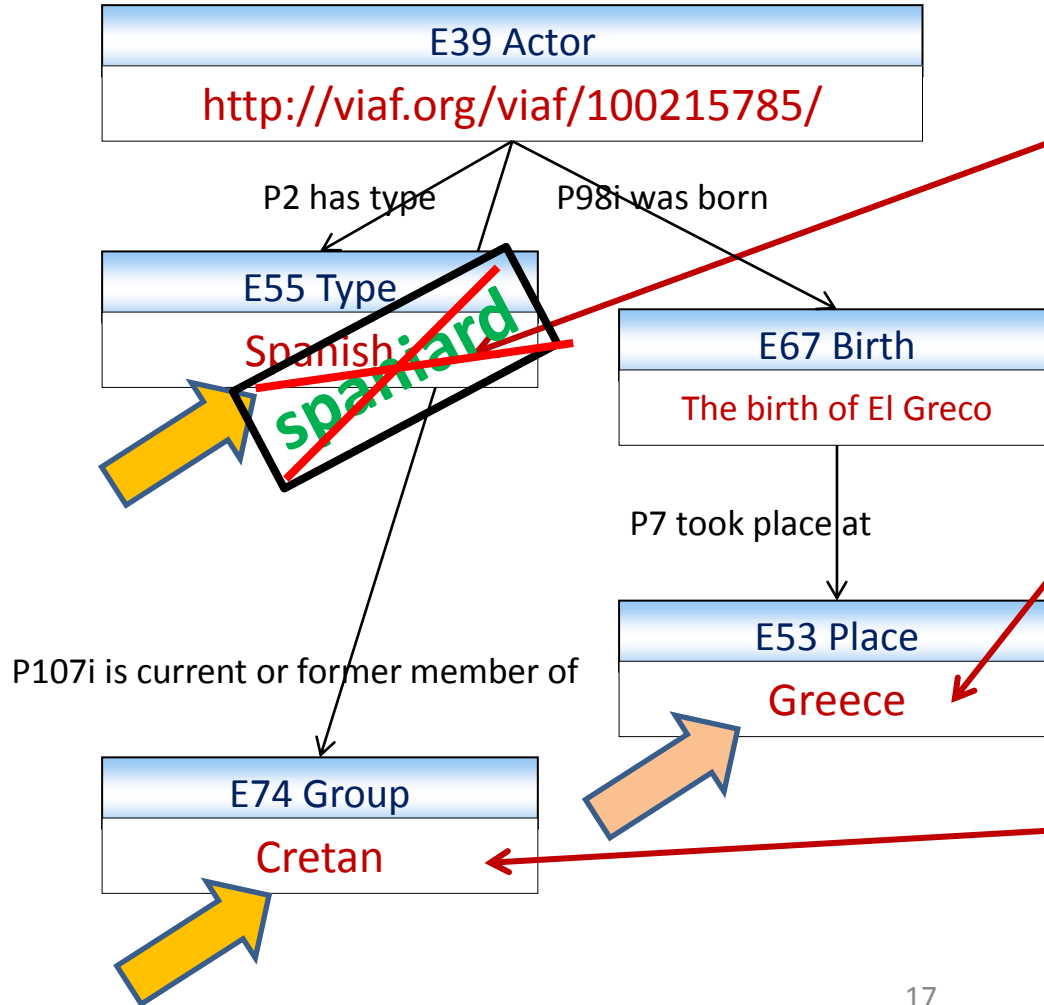 E39 Actor
http://viaf.org/viaf/100215785/
P2 has type
P98i was born
E55 Type
Spanish
spaniard
E67 Birth
The birth of El Greco
P7 took place at
E53 Place
Greece
P107i is current or former member of
E74 Group
Cretan
17